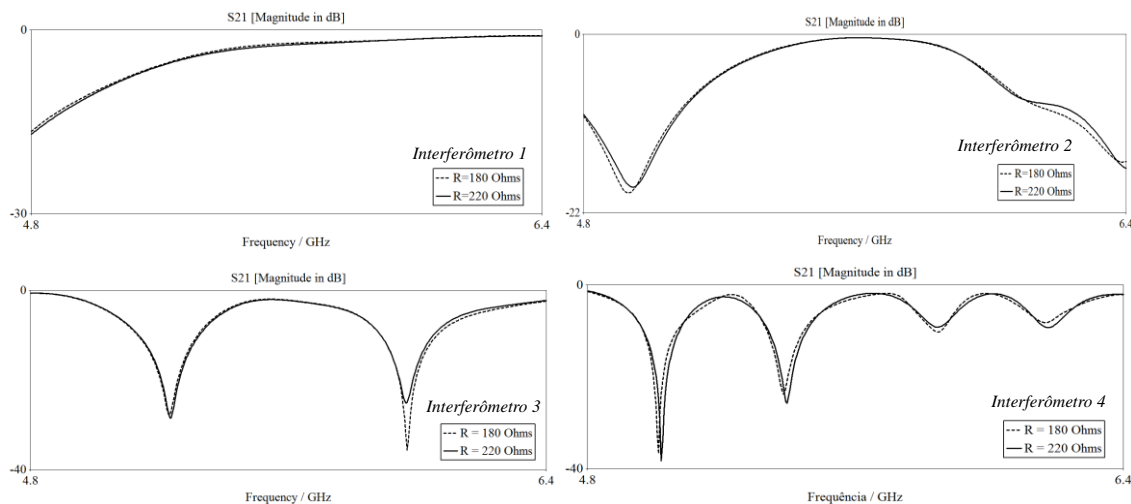 S21 [Magnitude in dB]
0
Interferômetro 1
R=180 Ohms
R=220 Ohms
-30
4.8
6.4
Frequency / GHz
S21 [Magnitude in dB]
0
Interferômetro 2
R=180 Ohms
R=220 Ohms
-22
4.8
6.4
Frequency / GHz
S21 [Magnitude in dB]
0
Interferômetro 3
R = 180 Ohms
R = 220 Ohms
-40
4.8
6.4
Frequency / GHz
S21 [Magnitude in dB]
0
Interferômetro 4
R = 180 Ohms
R = 220 Ohms
-40
4.8
6.4
Frequência / GHz